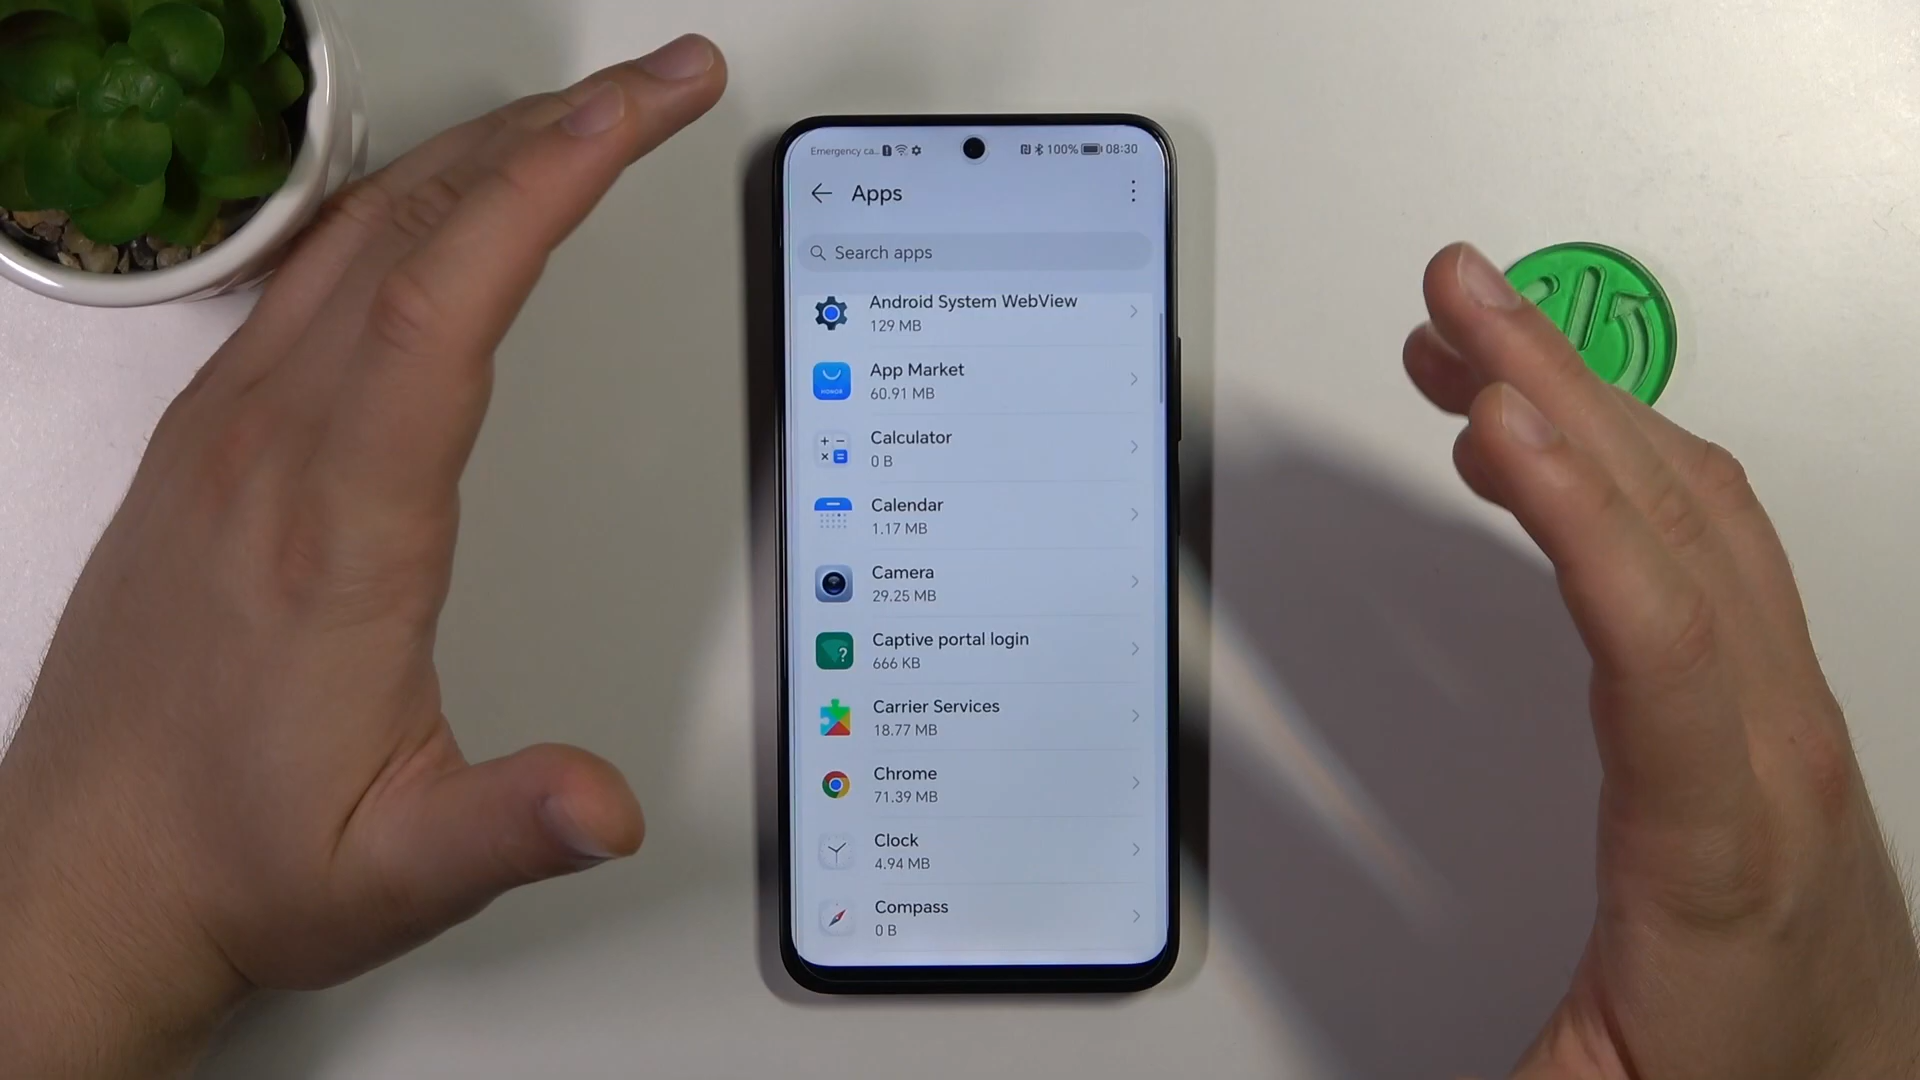 Emergency ca... 100% 08:30
Apps
Search apps
Android System WebView
129 MB
App Market
60.91 MB
HONOR
Calculator
0 B
Calendar
1.17 MB
Camera
29.25 MB
Captive portal login
666 KB
Carrier Services
18.77 MB
Chrome
71.39 MB
Clock
4.94 MB
Compass
0 B